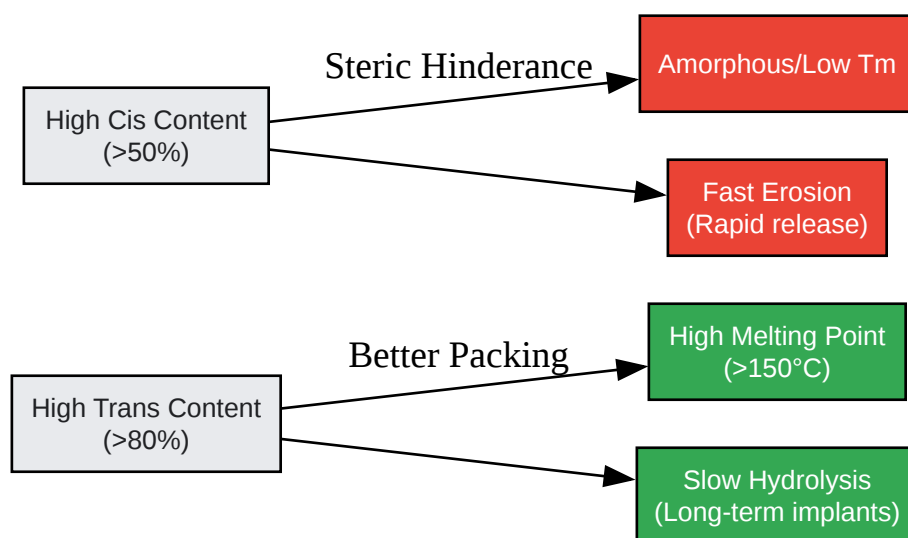 Steric Hinderance
Amorphous/Low Tm
High Cis Content
(>50%)
Fast Erosion
(Rapid release)
Better Packing
High Melting Point
(>150°C)
High Trans Content
(>80%)
Slow Hydrolysis
(Long-term implants)